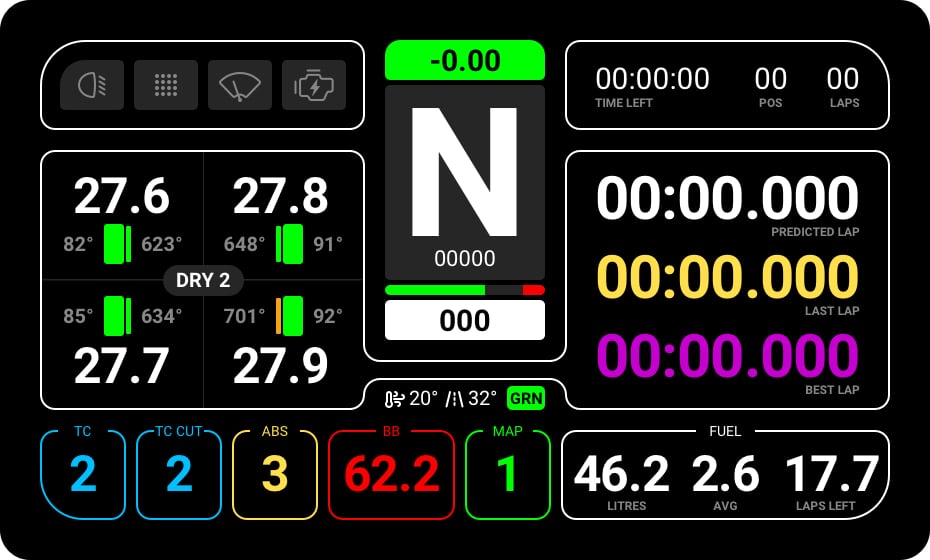 -0.00
N
00000
000
00:00:00 00 00
TIME LEFT POS LAPS
27.6 27.8
82° 623° 648° 91°
DRY 2
85° 634° 701° 92°
27.7 27.9
00:00.000
PREDICTED LAP
00:00.000
LAST LAP
00:00.000
BEST LAP
20° 32° GRN
TC TC CUT ABS BB MAP FUEL
2 2 3 62.2 1 46.2 2.6 17.7
LITRES AVG LAPS LEFT